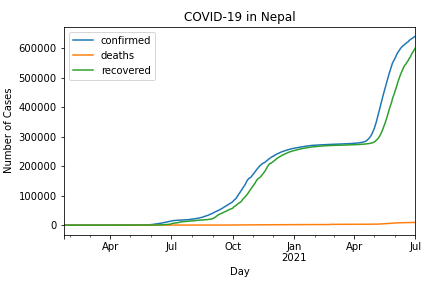 COVID-19 in Nepal
confirmed
deaths
recovered
600000
500000
400000
300000
200000
100000
0
Number of Cases
Apr
Jul
Oct
Jan
2021
Apr
Jul
Day